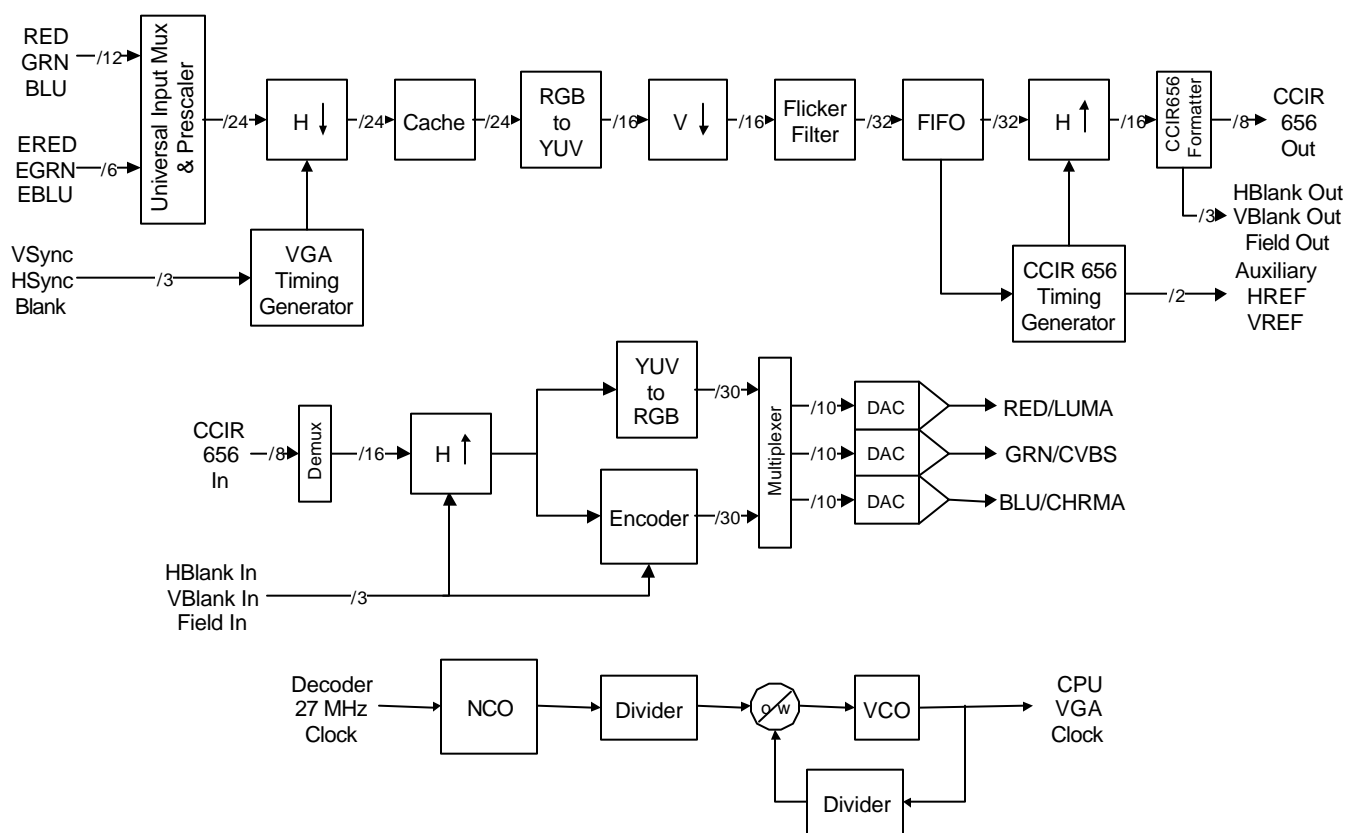 RED
GRN
BLU
/12
ERED
EGRN
EBLU
/6
Universal Input Mux
& Prescaler
/24
H
/24
Cache
/24
RGB
to
YUV
/16
V
/16
Flicker
Filter
/32
FIFO
/32
H
/16
CCIR656
Formatter
/8
CCIR
656
Out
/3
HBlank Out
VBlank Out
Field Out
VSync
HSync
Blank
/3
VGA
Timing
Generator
CCIR 656
Timing
Generator
/2
Auxiliary
HREF
VREF
CCIR
656
In
/8
Demux
/16
H
YUV
to
RGB
/30
Encoder
/30
Multiplexer
/10
DAC
RED/LUMA
/10
DAC
GRN/CVBS
/10
DAC
BLU/CHRMA
HBlank In
VBlank In
Field In
/3
Decoder
27 MHz
Clock
NCO
Divider
o w
VCO
CPU
VGA
Clock
Divider